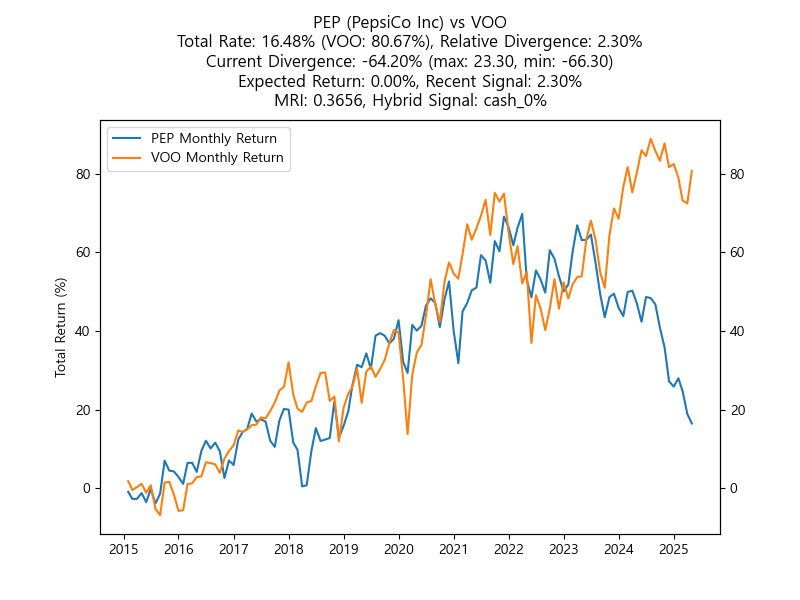 PEP (PepsiCo Inc) vs VOO
Total Rate: 16.48% (VOO: 80.67%), Relative Divergence: 2.30%
Current Divergence: -64.20% (max: 23.30, min: -66.30)
Expected Return: 0.00%, Recent Signal: 2.30%
MRI: 0.3656, Hybrid Signal: cash_0%
PEP Monthly Return
VOO Monthly Return
Total Return (%)
80
60
40
20
0
80
60
40
20
0
2015 2016 2017 2018 2019 2020 2021 2022 2023 2024 2025